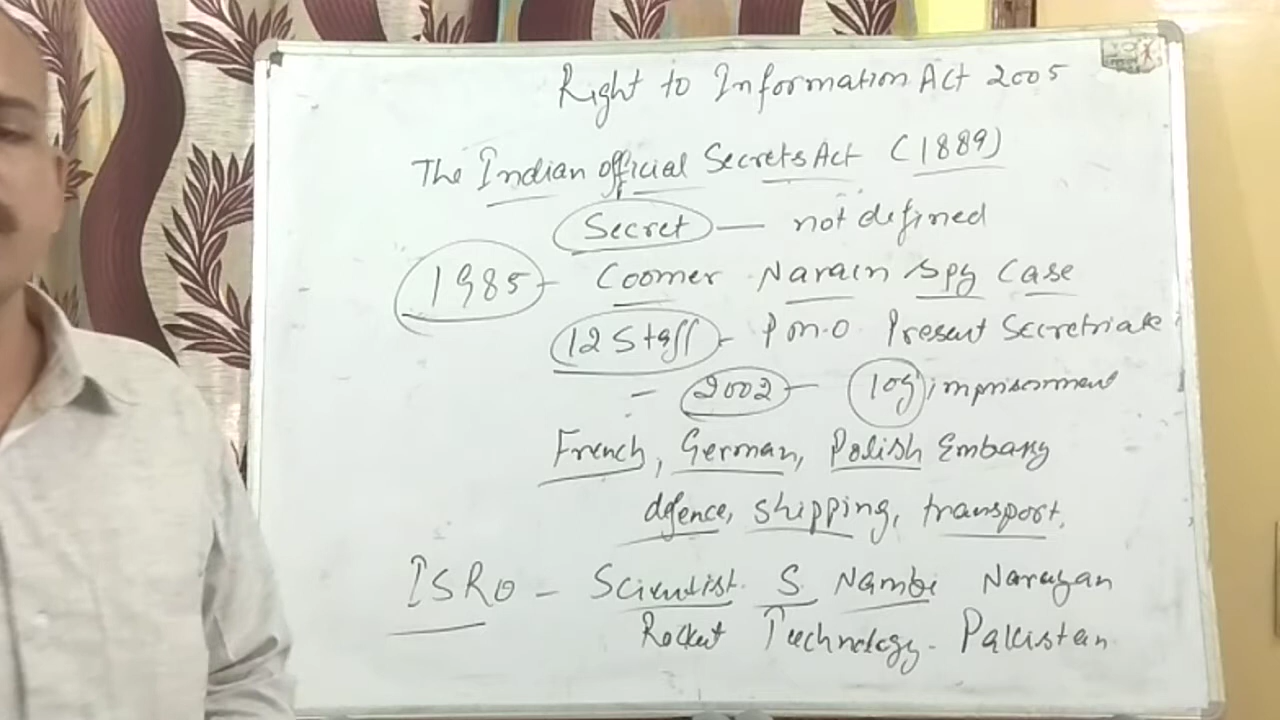 Right to Information Act 2005
The Indian official Secrets Act (1889)
Secret — not defined
1985 - Coomer Narain Spy Case
12 Staff - P.M.O Present Secretriate
- 2002 - 10y imprisonment
French, German, Polish Embassy
defence, shipping, transport.
ISRO - Scientist S Nambi Narayan
Rocket Technology - Pakistan